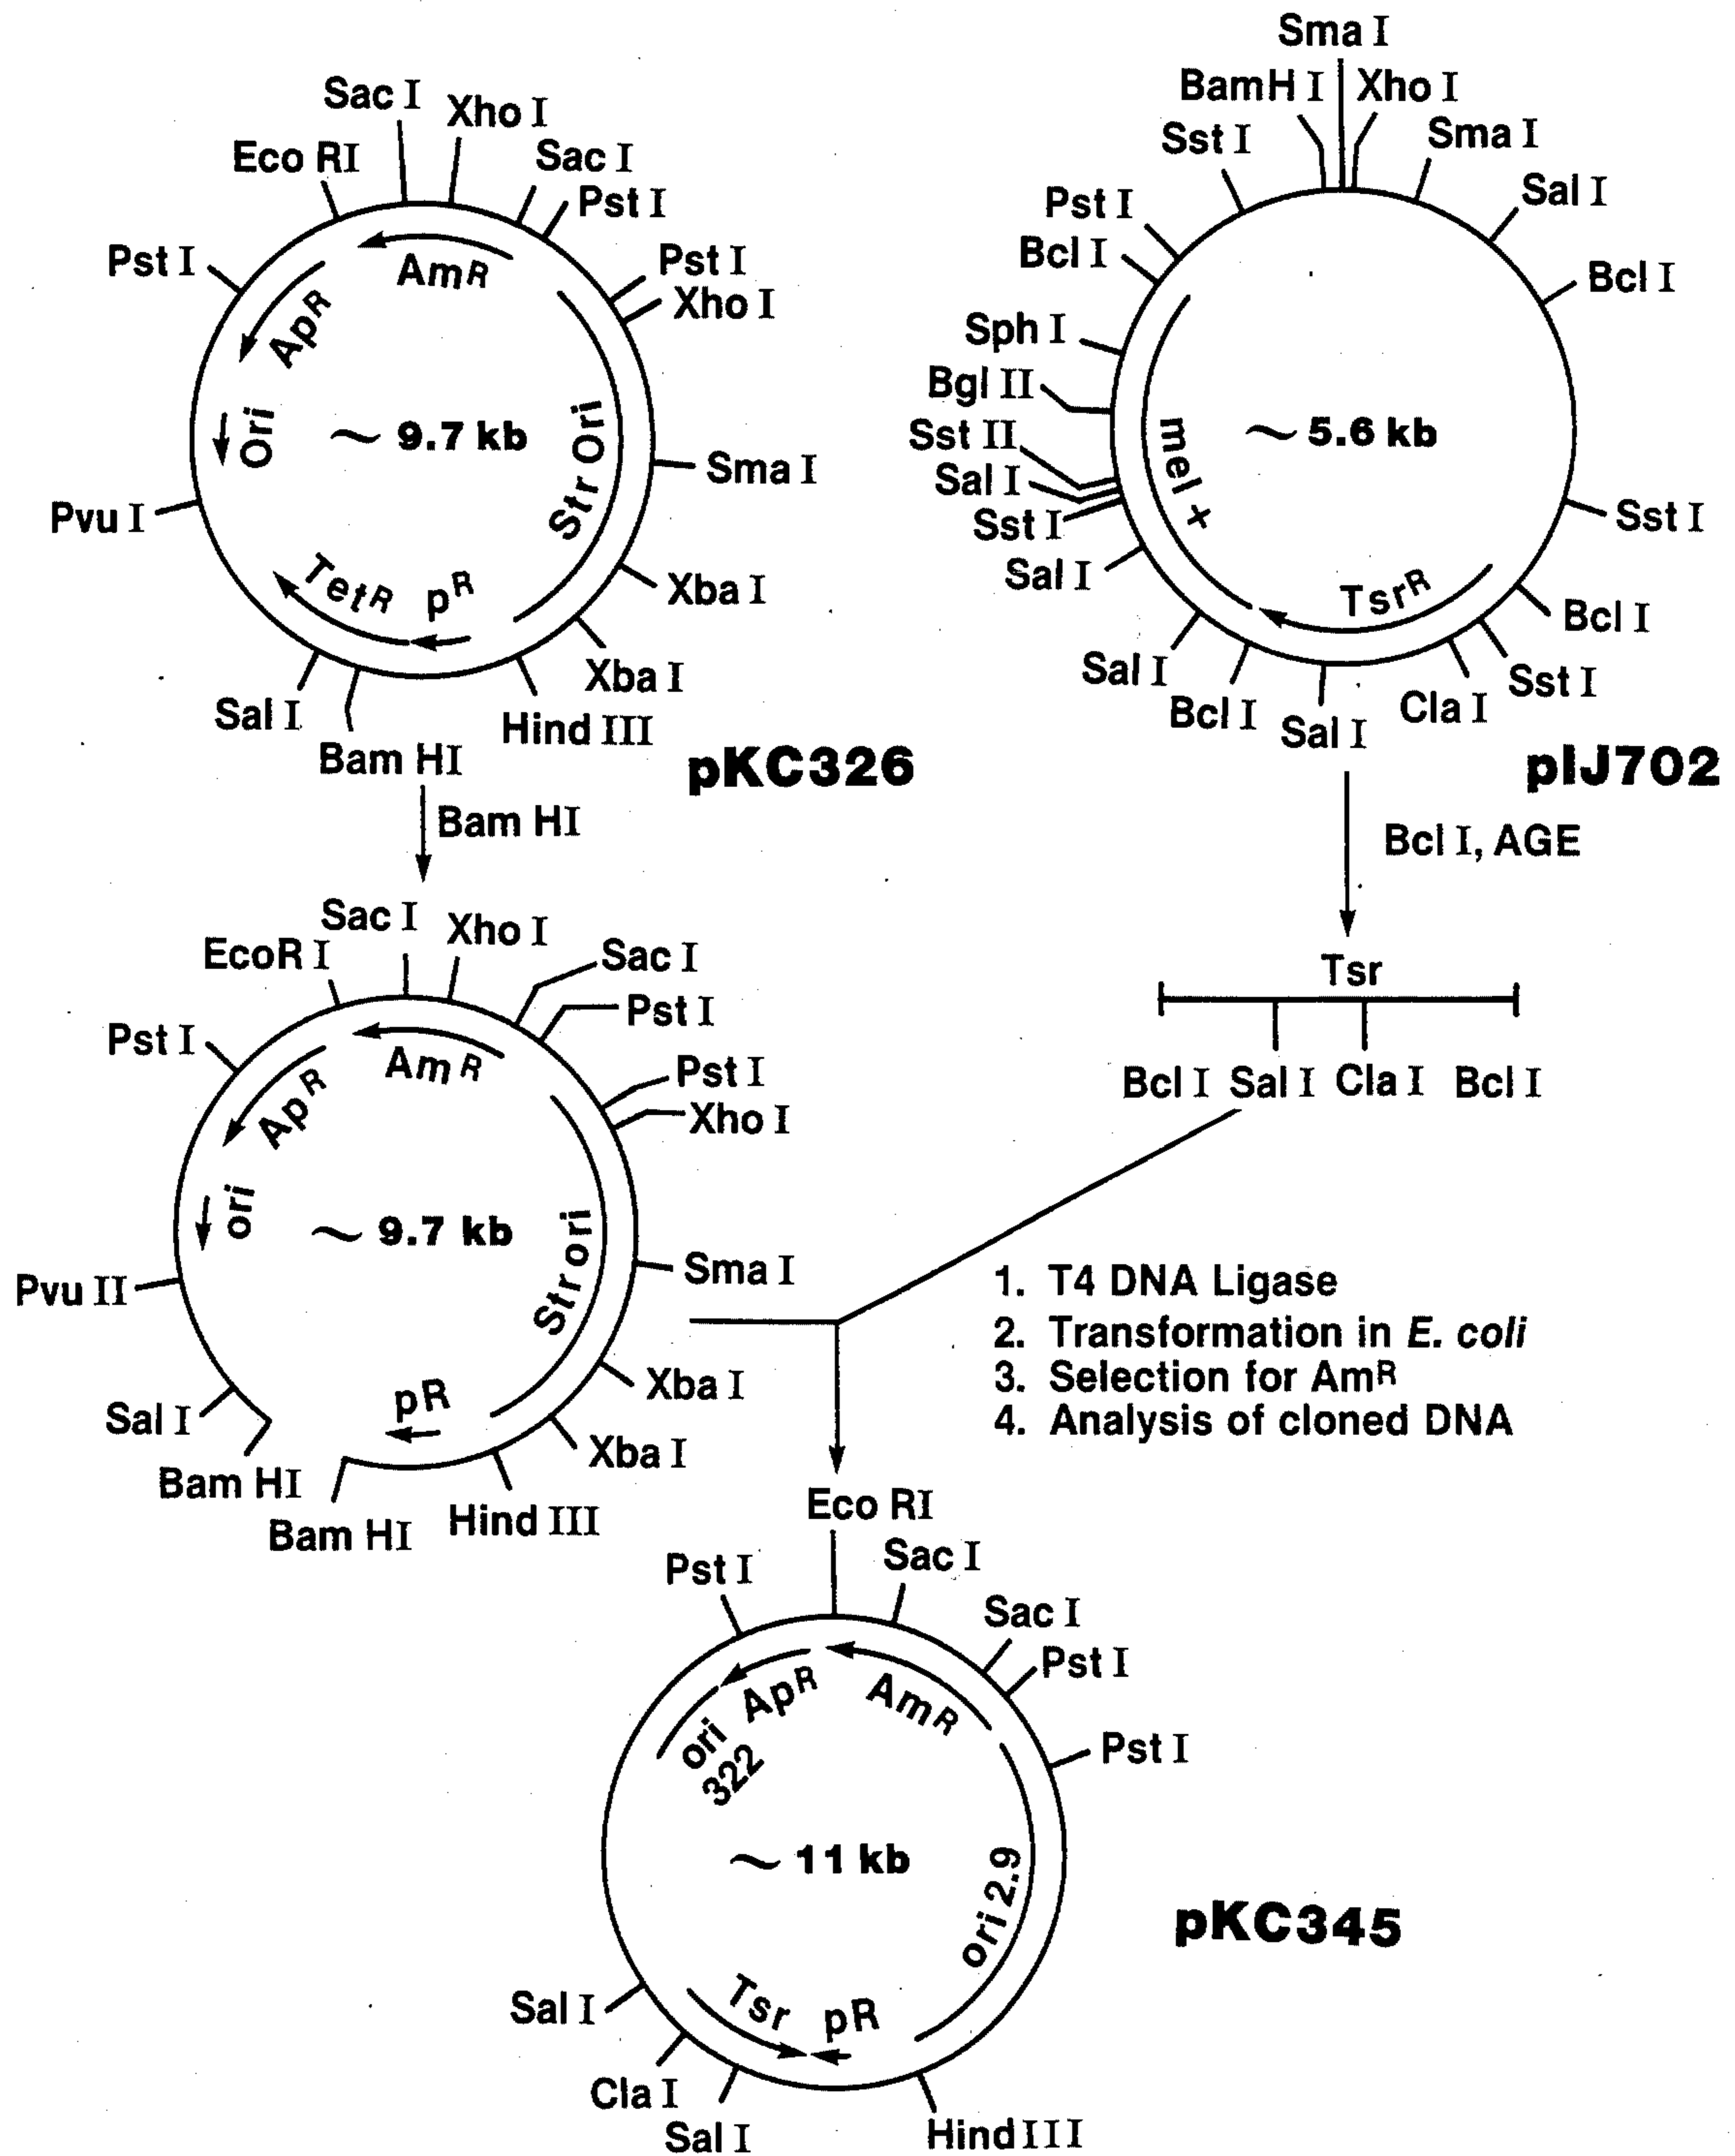 Sac I
Xho I
Eco RI
Sac I
Pst I
Pst I
Pst I
Xho I
AmR
ApR
Ori
~ 9.7 kb
Str Ori
Sma I
Pvu I
TetR
pR
Xba I
Xba I
Sal I
Hind III
Bam HI
pKC326
Sma I
BamH I
Xho I
Sst I
Sma I
Sal I
Pst I
Bcl I
Bcl I
Sph I
Bgl II
Sst II
Sal I
Sst I
Sal I
mel +
~ 5.6 kb
Sst I
TsrR
Bcl I
Sal I
Sst I
Bcl I
Cla I
Sal I
pIJ702
Bam HI
Bcl I, AGE
Tsr
Bcl I Sal I Cla I Bcl I
Sac I
Xho I
EcoR I
Sac I
Pst I
Pst I
Pst I
Xho I
AmR
ApR
ori
~ 9.7 kb
Str ori
Sma I
Pvu II
Xba I
pR
Sal I
Xba I
Bam HI
Hind III
Bam HI
1. T4 DNA Ligase
2. Transformation in E. coli
3. Selection for AmR
4. Analysis of cloned DNA
Eco RI
Pst I
Sac I
Sac I
Pst I
Pst I
ApR
AmR
ori
322
~ 11 kb
ori 2.9
pKC345
Sal I
Tsr
pR
Cla I
Sal I
Hind III